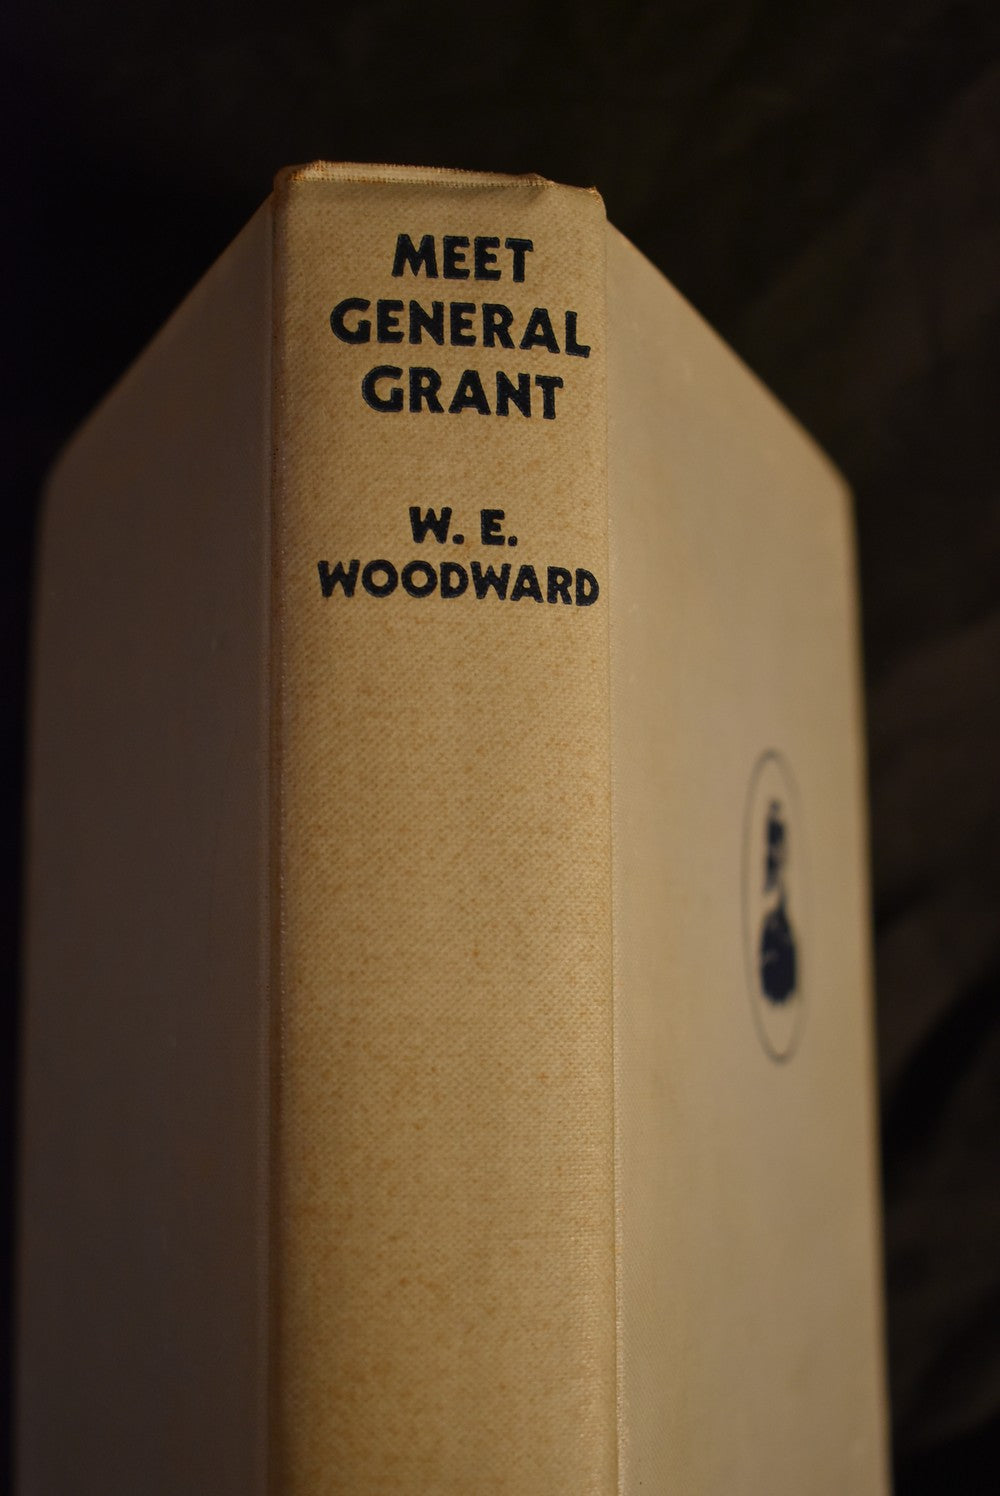 MEET
GENERAL
GRANT
W. E.
WOODWARD